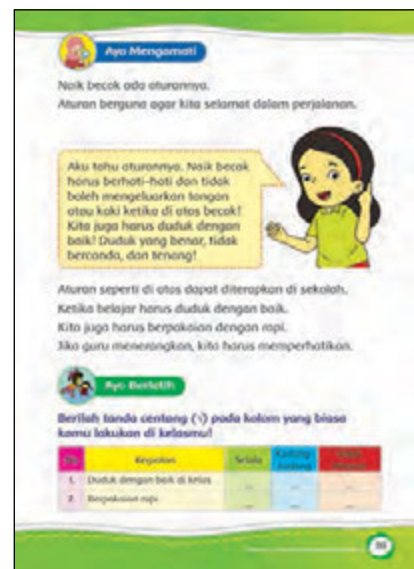 Ayo Mengamati
Naik becak ada aturannya.
Aturan berguna agar kita selamat dalam perjalanan.
Aku tahu aturannya. Naik becak
harus berhati-hati dan tidak
boleh mengeluarkan tangan
atau kaki ketika di atas becak!
Kita juga harus duduk dengan
baik! Duduk yang benar, tidak
bercanda, dan tenang!
Aturan seperti di atas dapat diterapkan di sekolah.
Ketika belajar harus duduk dengan baik.
Kita juga harus berpakaian dengan rapi.
Jika guru menerangkan, kita harus memperhatikan.
Ayo Berlatih
Berilah tanda centang (√) pada kolom yang biasa
kamu lakukan di kelasmu!
No Kegiatan Selalu
1. Duduk dengan baik di kelas ... ...
2. Berpakaian rapi ... ...